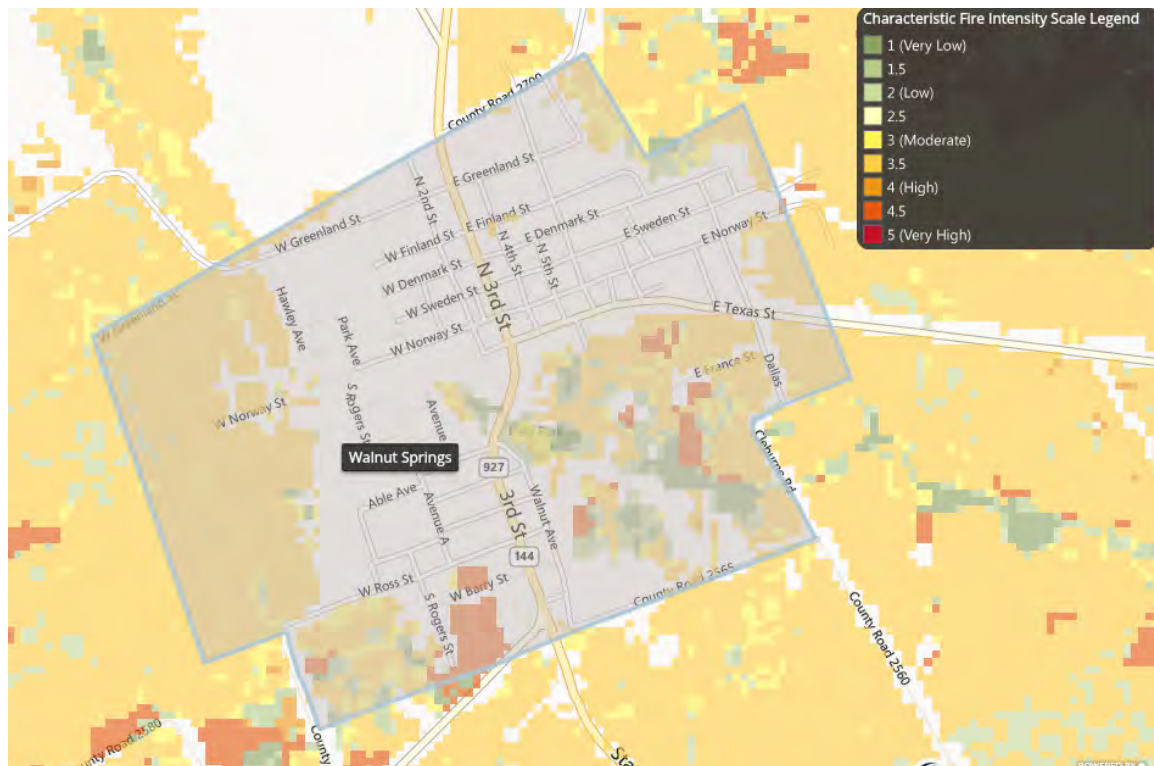 Characteristic Fire Intensity Scale Legend
1 (Very Low)
1.5
2 (Low)
2.5
3 (Moderate)
3.5
4 (High)
4.5
5 (Very High)
County Road 2700
E Greenland St
N 2nd St
W Greenland St
E Finland St
W Finland St
E Denmark St
N 4th St
N 5th St
E Sweden St
E Norway St
W Denmark St
N 3rd St
W Sweden St
W Greenland St
Hawley Ave
Park Ave
W Norway St
E Texas St
E France St
Dallas
W Norway St
S Rogers St
Avenue
Cleburne Rd
Walnut Springs
927
Able Ave
Avenue A
3rd St
Walnut Ave
144
W Ross St
W Barry St
County Road 2565
S Rogers St
County Road 2560
County
unty Road 2580
Sta
POWERED BY